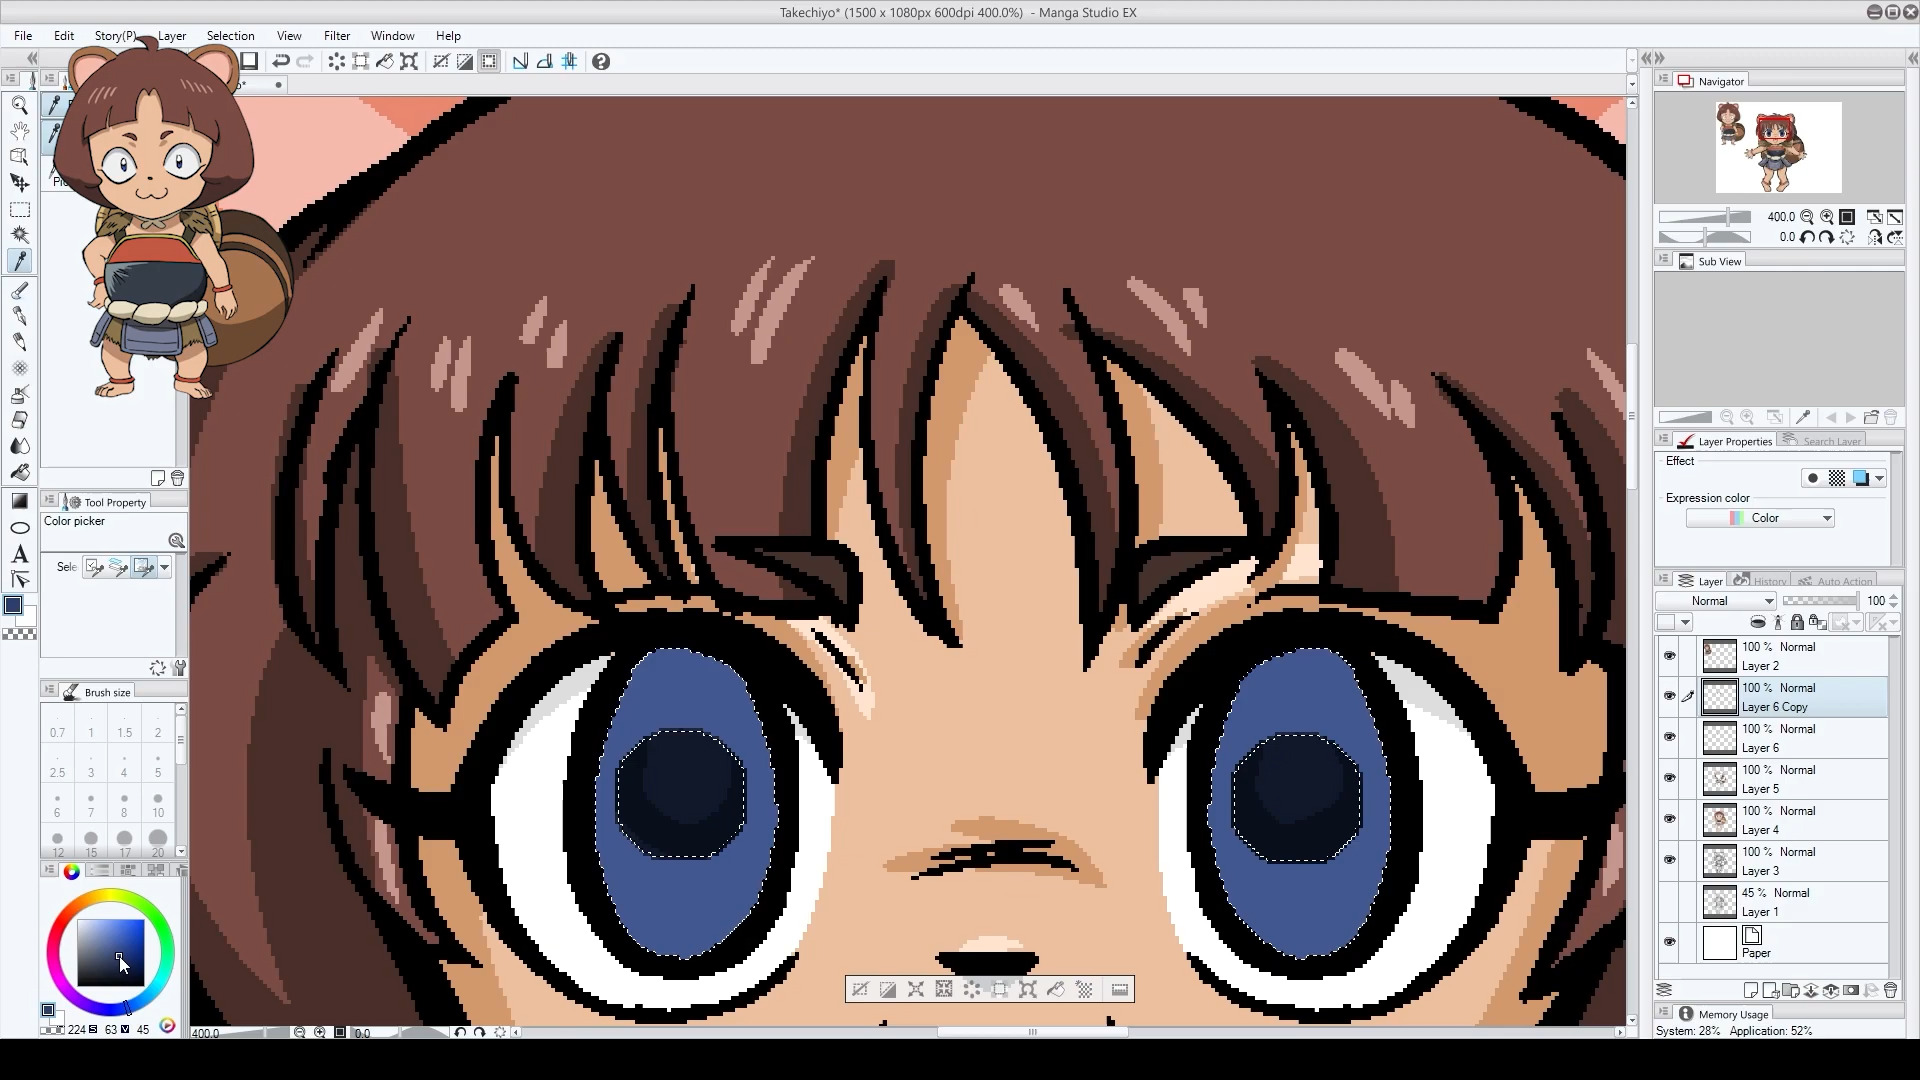 Takechiyo* (1500 x 1080px 600dpi 400.0%) - Manga Studio EX
File Edit Story(P) Layer Selection View Filter Window Help
Navigator
400.0
0.0
Sub View
Layer Properties Search Layer
Effect
Expression color
Color
Tool Property
Color picker
Sele
Layer History Auto Action
Normal 100
100 % Normal
Layer 2
100 % Normal
Layer 6 Copy
100 % Normal
Layer 6
100 % Normal
Layer 5
100 % Normal
Layer 4
100 % Normal
Layer 3
45 % Normal
Layer 1
Paper
Brush size
0.7 1 1.5 2
2.5 3 4 5
6 7 8 10
12 15 17 20
224 S 63 V 45
400.0 0.0
Memory Usage
System: 28% Application: 52%